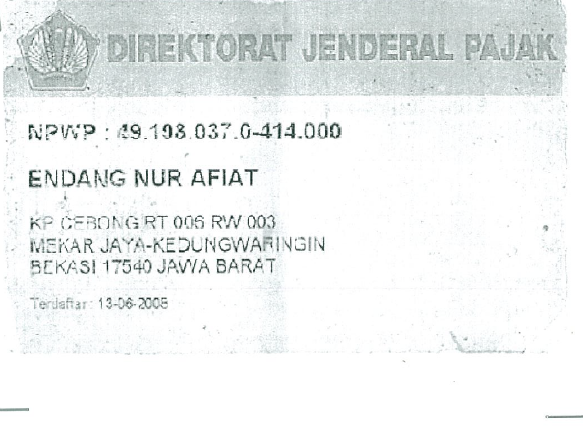 DIREKTORAT JENDERAL PAJAK
NPWP : 49.198.037.0-414.000
ENDANG NUR AFIAT
KP CEBONG RT 006 RW 003
MEKAR JAYA-KEDUNGWARINGIN
BEKASI 17540 JAWA BARAT
Terdaftar : 13-06-2008